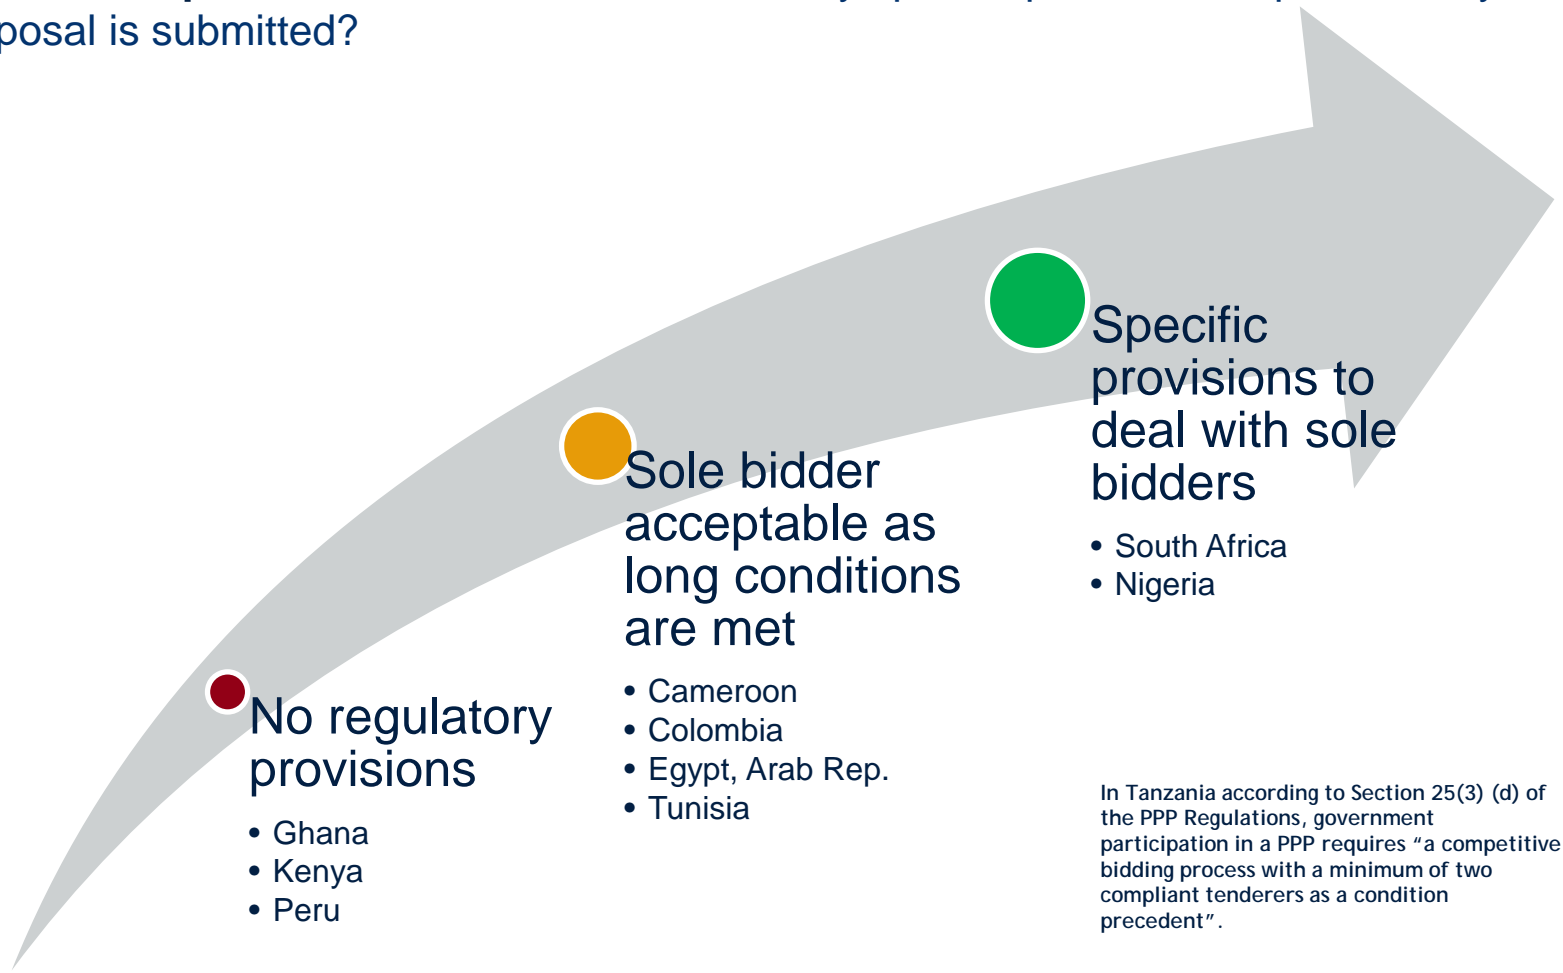 posal is submitted?
No regulatory
provisions
• Ghana
• Kenya
• Peru
Sole bidder
acceptable as
long conditions
are met
• Cameroon
• Colombia
• Egypt, Arab Rep.
• Tunisia
Specific
provisions to
deal with sole
bidders
• South Africa
• Nigeria
In Tanzania according to Section 25(3) (d) of
the PPP Regulations, government
participation in a PPP requires “a competitive
bidding process with a minimum of two
compliant tenderers as a condition
precedent”.